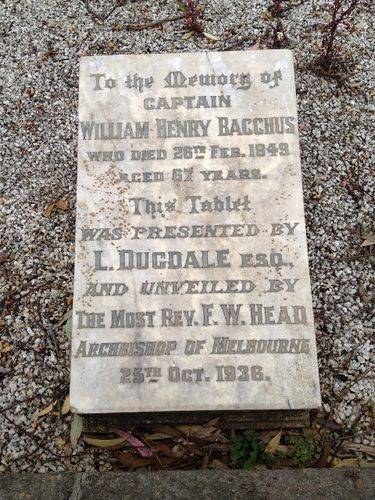 To the Memory of
CAPTAIN
WILLIAM HENRY BACCHUS
WHO DIED 26TH FEB. 1849
AGED 67 YEARS.
This Tablet
WAS PRESENTED BY
L. DUGDALE ESQ.,
AND UNVEILED BY
THE MOST REV. F. W. HEAD
ARCHBISHOP OF MELBOURNE
25TH OCT. 1936.